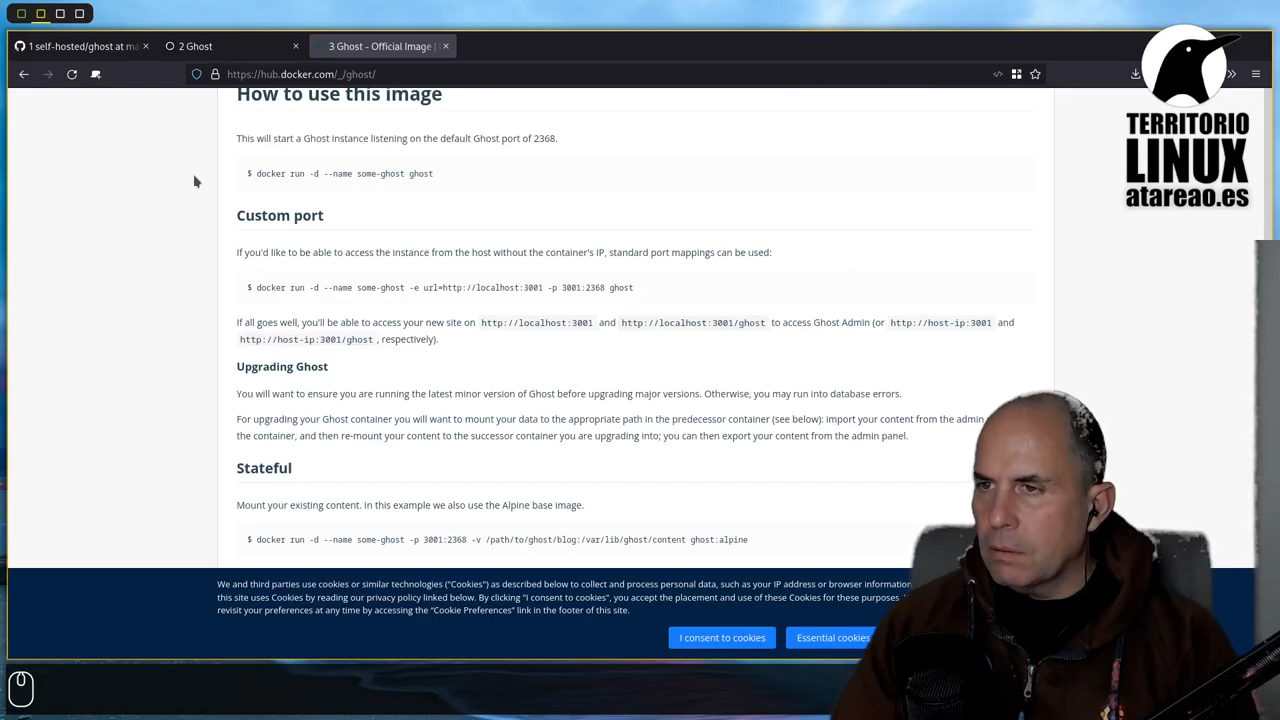 1 self-hosted/ghost at ma
2 Ghost
3 Ghost - Official Image |
https://hub.docker.com/_/ghost/
TERRITORIO
LINUX
atareao.es
How to use this image
This will start a Ghost instance listening on the default Ghost port of 2368.
$ docker run -d --name some-ghost ghost
Custom port
If you'd like to be able to access the instance from the host without the container's IP, standard port mappings can be used:
$ docker run -d --name some-ghost -e url=http://localhost:3001 -p 3001:2368 ghost
If all goes well, you'll be able to access your new site on http://localhost:3001 and http://localhost:3001/ghost to access Ghost Admin (or http://host-ip:3001 and
http://host-ip:3001/ghost , respectively).
Upgrading Ghost
You will want to ensure you are running the latest minor version of Ghost before upgrading major versions. Otherwise, you may run into database errors.
For upgrading your Ghost container you will want to mount your data to the appropriate path in the predecessor container (see below): import your content from the admin
the container, and then re-mount your content to the successor container you are upgrading into; you can then export your content from the admin panel.
Stateful
Mount your existing content. In this example we also use the Alpine base image.
$ docker run -d --name some-ghost -p 3001:2368 -v /path/to/ghost/blog:/var/lib/ghost/content ghost:alpine
We and third parties use cookies or similar technologies ("Cookies") as described below to collect and process personal data, such as your IP address or browser information
this site uses Cookies by reading our privacy policy linked below. By clicking "I consent to cookies", you accept the placement and use of these Cookies for these purposes.
revisit your preferences at any time by accessing the "Cookie Preferences" link in the footer of this site.
I consent to cookies
Essential cookies